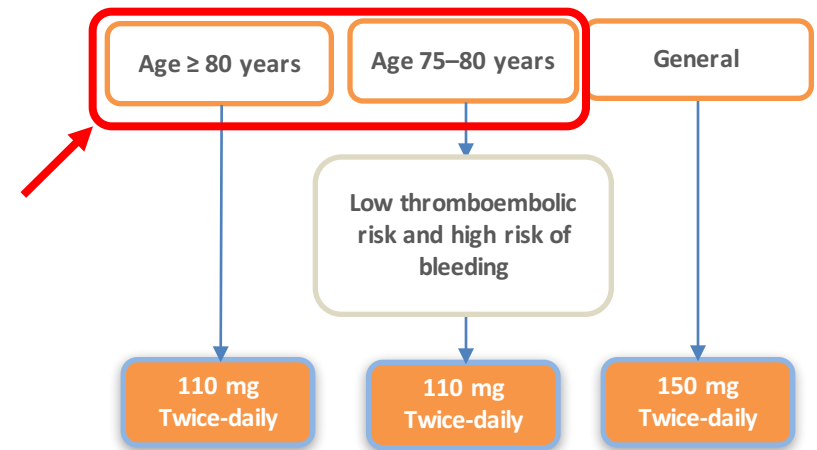 Age ≥ 80 years
Age 75–80 years
General
Low thromboembolic
risk and high risk of
bleeding
110 mg
Twice-daily
110 mg
Twice-daily
150 mg
Twice-daily